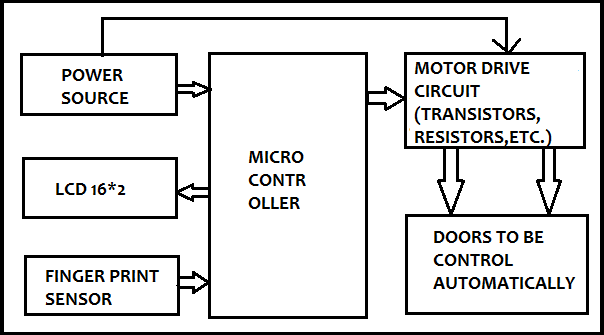 POWER
SOURCE
LCD 16*2
FINGER PRINT
SENSOR
MICRO
CONTR
OLLER
MOTOR DRIVE
CIRCUIT
(TRANSISTORS,
RESISTORS,ETC.)
DOORS TO BE
CONTROL
AUTOMATICALLY